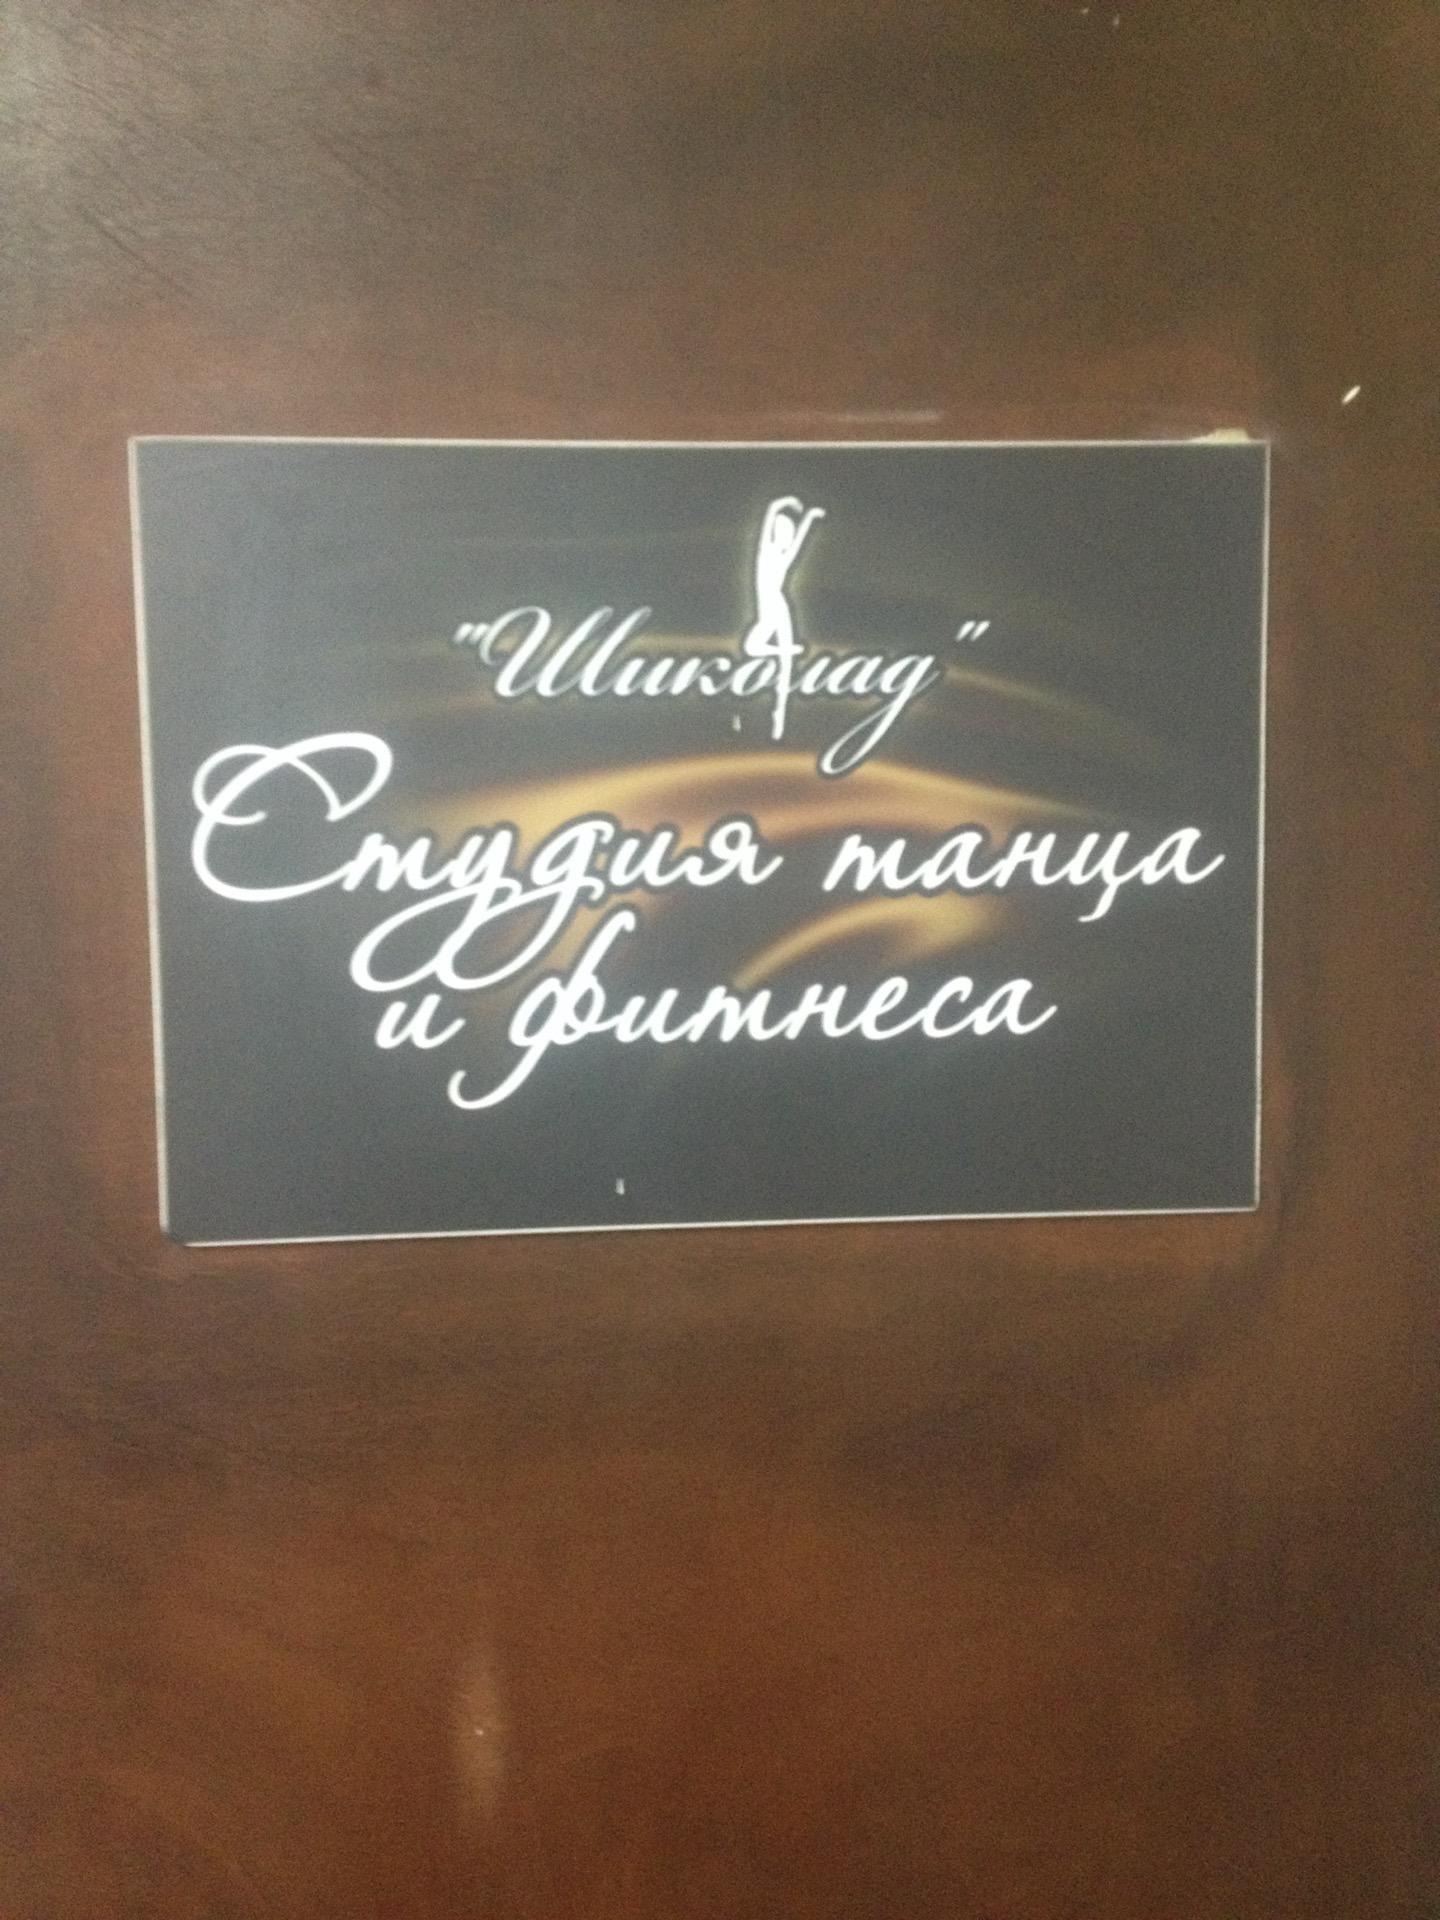 "Шиколад"
Студия танца
и фитнеса